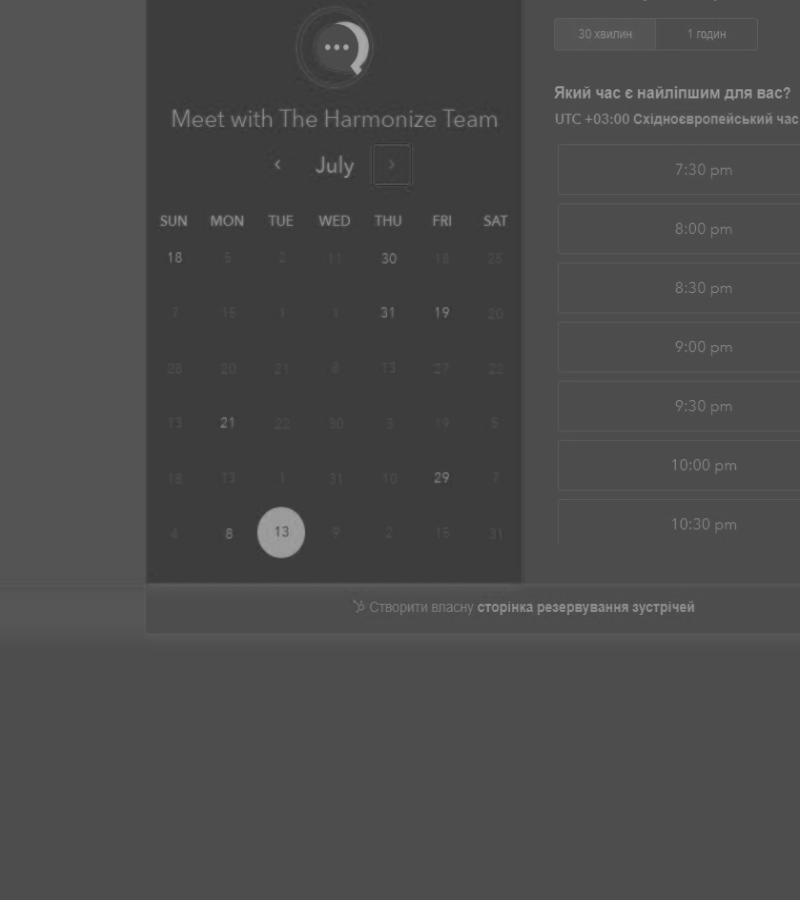 30 хвилин 1 годин
Meet with The Harmonize Team
July
SUN MON TUE WED THU FRI SAT
18 5 2 11 30 18
7 15 1 1 31 19 20
28 20 21 8 13 27 22
13 21 22 30 3 19 5
18 13 1 31 10 29 7
4 8 13 9 2 15 31
Який час є найліпшим для вас?
UTC +03:00 Східноєвропейський час
7:30 pm
8:00 pm
8:30 pm
9:00 pm
9:30 pm
10:00 pm
10:30 pm
Створити власну сторінка резервування зустрічей